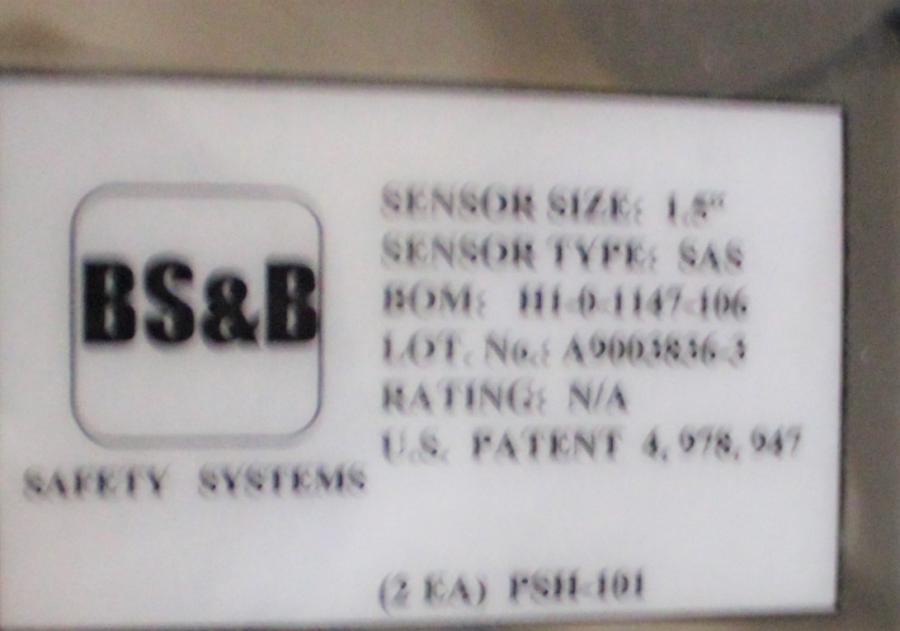 BS&B
SAFETY SYSTEMS
SENSOR SIZE: 1.5"
SENSOR TYPE: SAS
BOM: H1-0-1147-106
LOT. No.: A9003836-3
RATING: N/A
U.S. PATENT 4,978,947
(2 EA) PSH-101